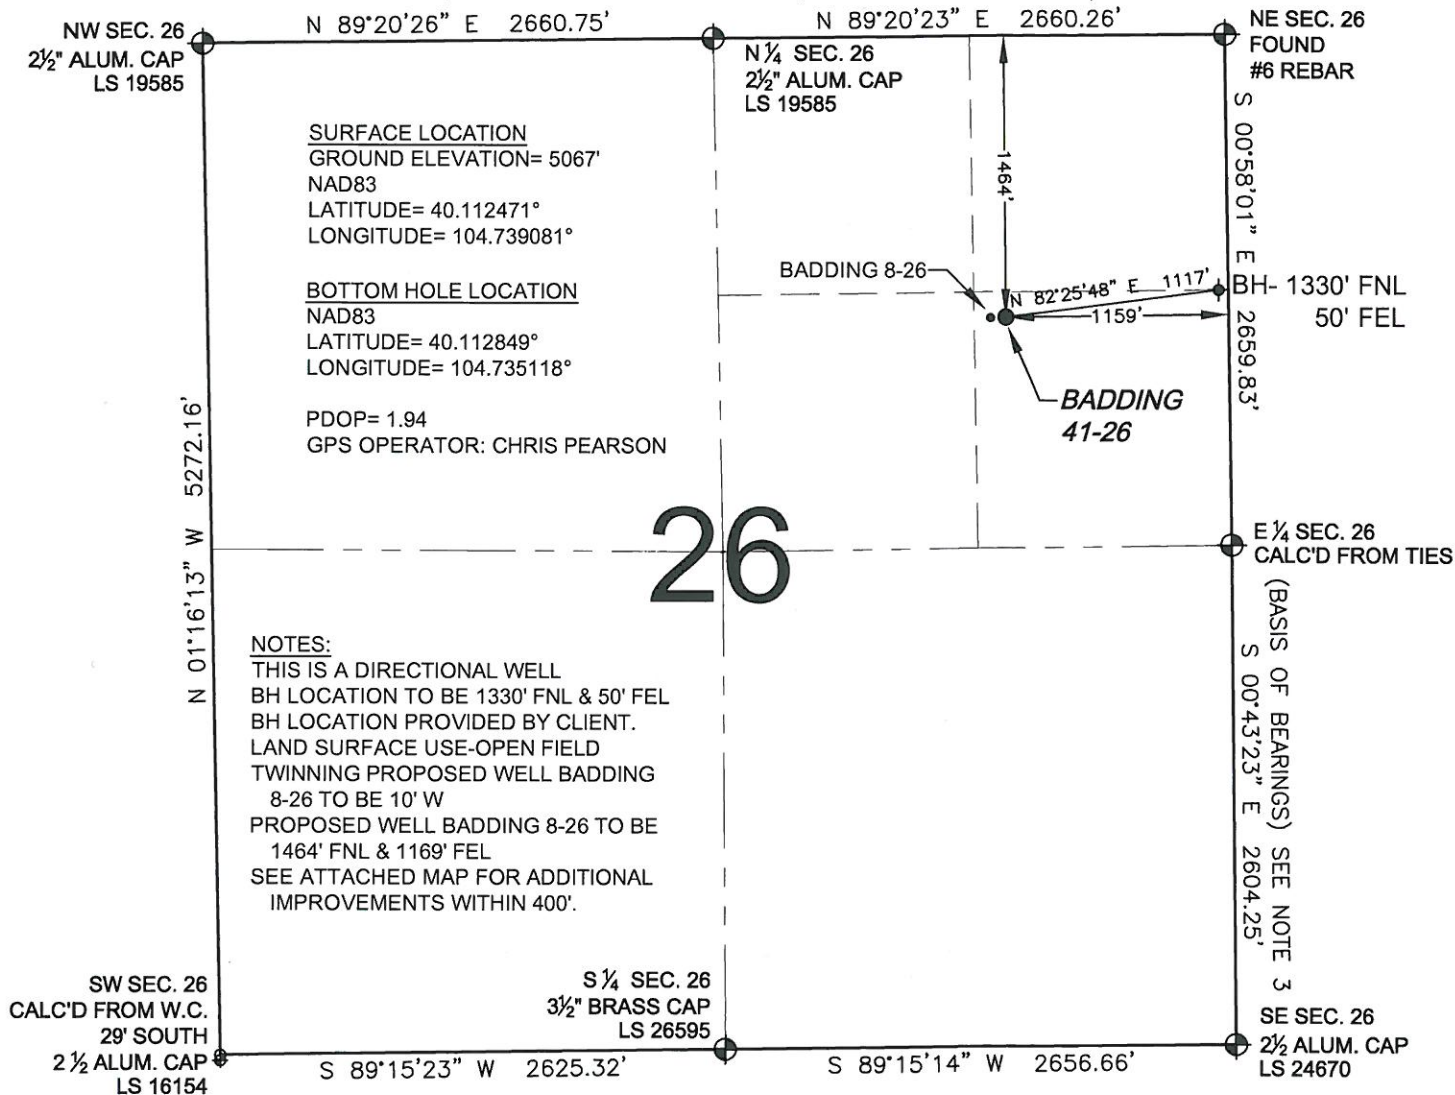 N 89°20'26" E 2660.75'
N 89°20'23" E 2660.26'
NW SEC. 26
2½" ALUM. CAP
LS 19585
N ¼ SEC. 26
2½" ALUM. CAP
LS 19585
NE SEC. 26
FOUND
#6 REBAR
SURFACE LOCATION
GROUND ELEVATION= 5067'
NAD83
LATITUDE= 40.112471°
LONGITUDE= 104.739081°
BOTTOM HOLE LOCATION
NAD83
LATITUDE= 40.112849°
LONGITUDE= 104.735118°
PDOP= 1.94
GPS OPERATOR: CHRIS PEARSON
1464'
S 00°58'01" E 2659.83'
BADDING 8-26
N 82°25'48" E 1117'
1159'
BH- 1330' FNL
50' FEL
BADDING
41-26
N 01°16'13" W 5272.16'
26
E ¼ SEC. 26
CALC'D FROM TIES
(BASIS OF BEARINGS) SEE NOTE 3
S 00°43'23" E 2604.25'
NOTES:
THIS IS A DIRECTIONAL WELL
BH LOCATION TO BE 1330' FNL & 50' FEL
BH LOCATION PROVIDED BY CLIENT.
LAND SURFACE USE-OPEN FIELD
TWINNING PROPOSED WELL BADDING
8-26 TO BE 10' W
PROPOSED WELL BADDING 8-26 TO BE
1464' FNL & 1169' FEL
SEE ATTACHED MAP FOR ADDITIONAL
IMPROVEMENTS WITHIN 400'.
SW SEC. 26
CALC'D FROM W.C.
29' SOUTH
2 ½ ALUM. CAP
LS 16154
S ¼ SEC. 26
3½" BRASS CAP
LS 26595
SE SEC. 26
2½ ALUM. CAP
LS 24670
S 89°15'23" W 2625.32'
S 89°15'14" W 2656.66'